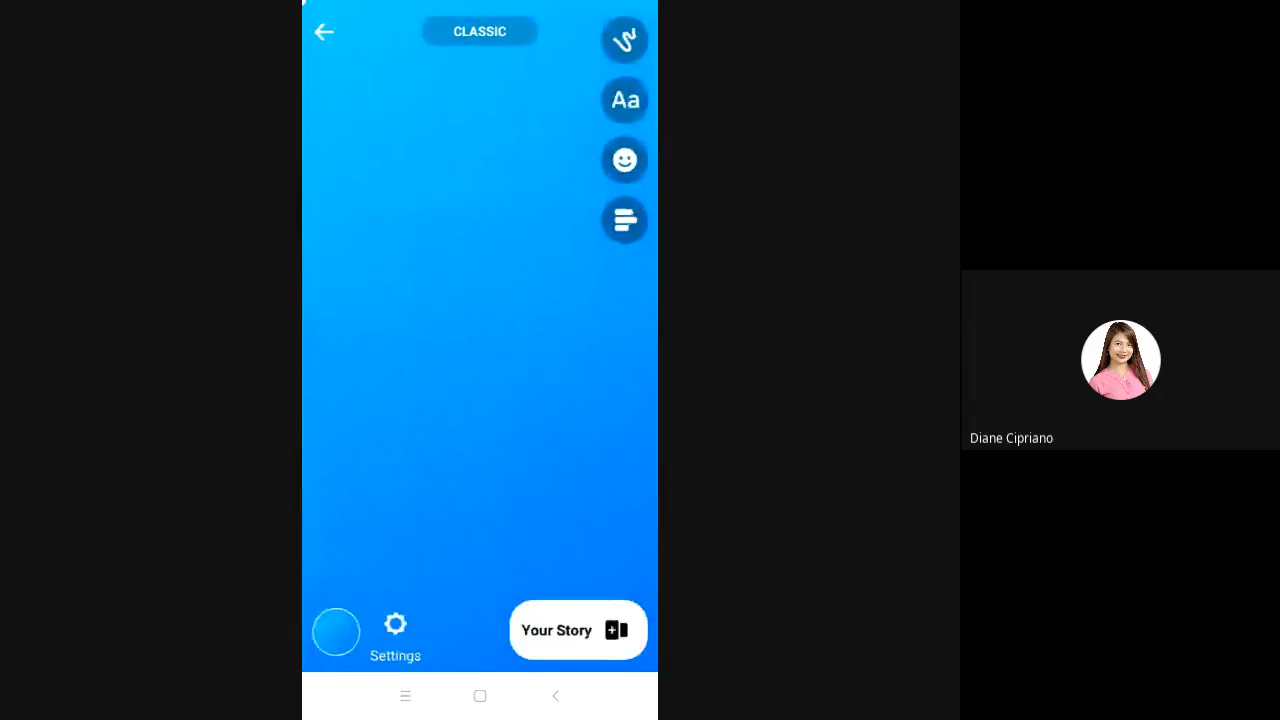 CLASSIC
Aa
Diane Cipriano
Your Story
Settings